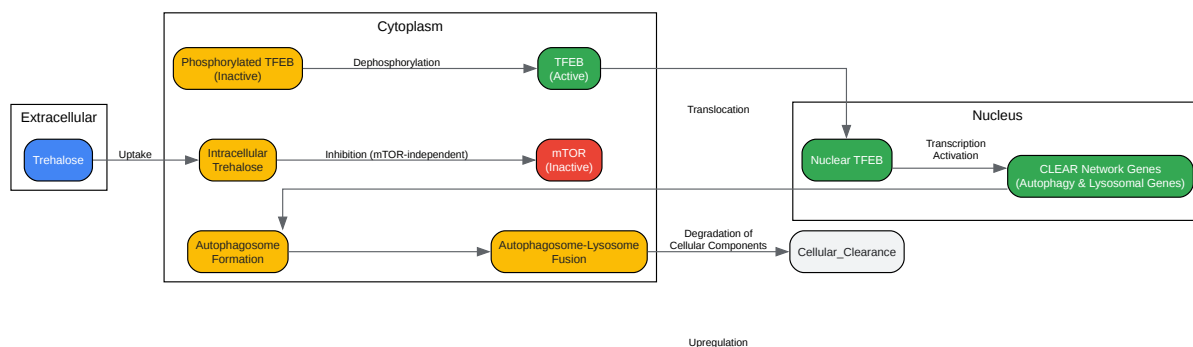 Cytoplasm
Phosphorylated TFEB
(Inactive)
Dephosphorylation
TFEB
(Active)
Translocation
Extracellular
Trehalose
Uptake
Intracellular
Trehalose
Inhibition (mTOR-independent)
mTOR
(Inactive)
Nucleus
Nuclear TFEB
Transcription
Activation
CLEAR Network Genes
(Autophagy & Lysosomal Genes)
Autophagosome
Formation
Autophagosome-Lysosome
Fusion
Degradation of
Cellular Components
Cellular_Clearance
Upregulation